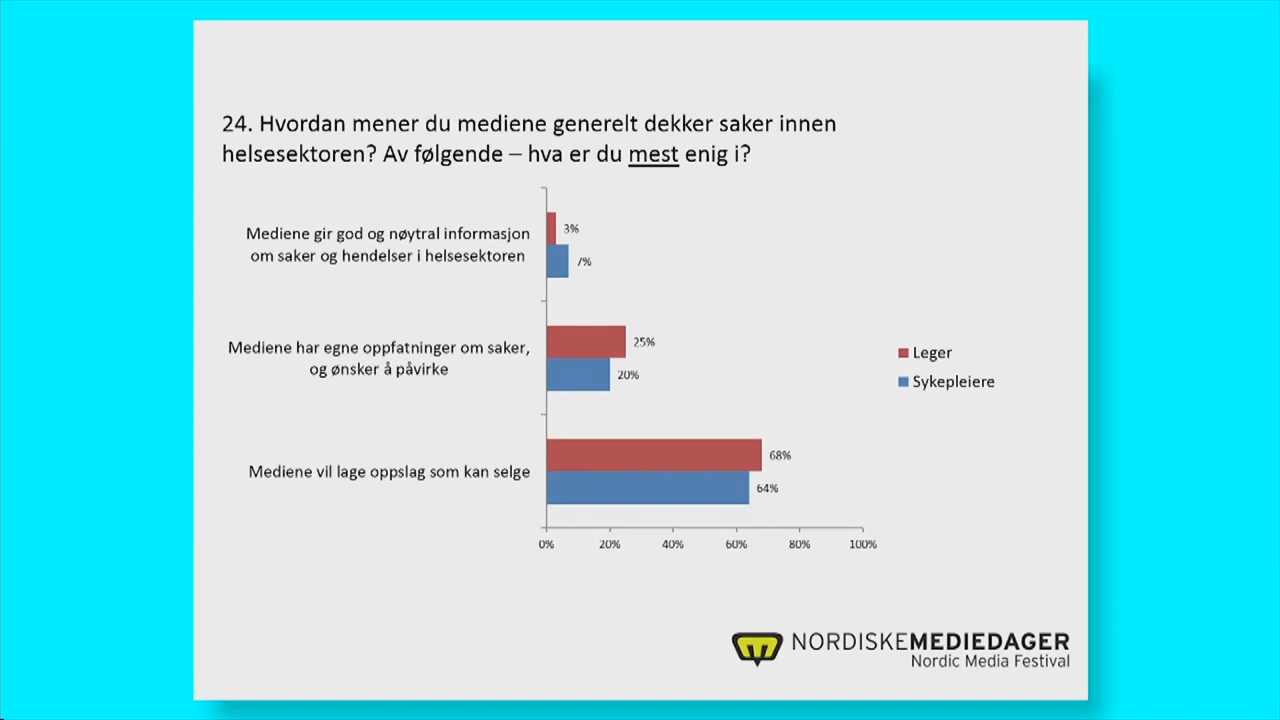 24. Hvordan mener du mediene generelt dekker saker innen
helsesektoren? Av følgende – hva er du mest enig i?
Mediene gir god og nøytral informasjon
om saker og hendelser i helsesektoren
3%
7%
Mediene har egne oppfatninger om saker,
og ønsker å påvirke
25%
20%
Mediene vil lage oppslag som kan selge
68%
64%
0% 20% 40% 60% 80% 100%
Leger
Sykepleiere
NORDISKEMEDIEDAGER
Nordic Media Festival